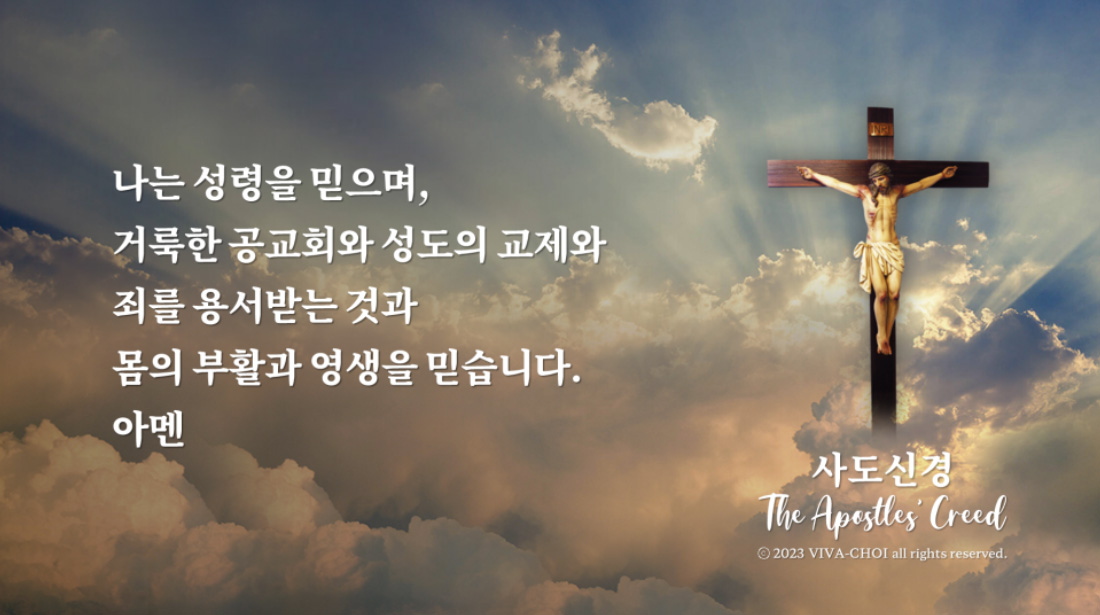 나는 성령을 믿으며,
거룩한 공교회와 성도의 교제와
죄를 용서받는 것과
몸의 부활과 영생을 믿습니다.
아멘
사도신경
The Apostles' Creed
ⓒ 2023 VIVA-CHOI all rights reserved.